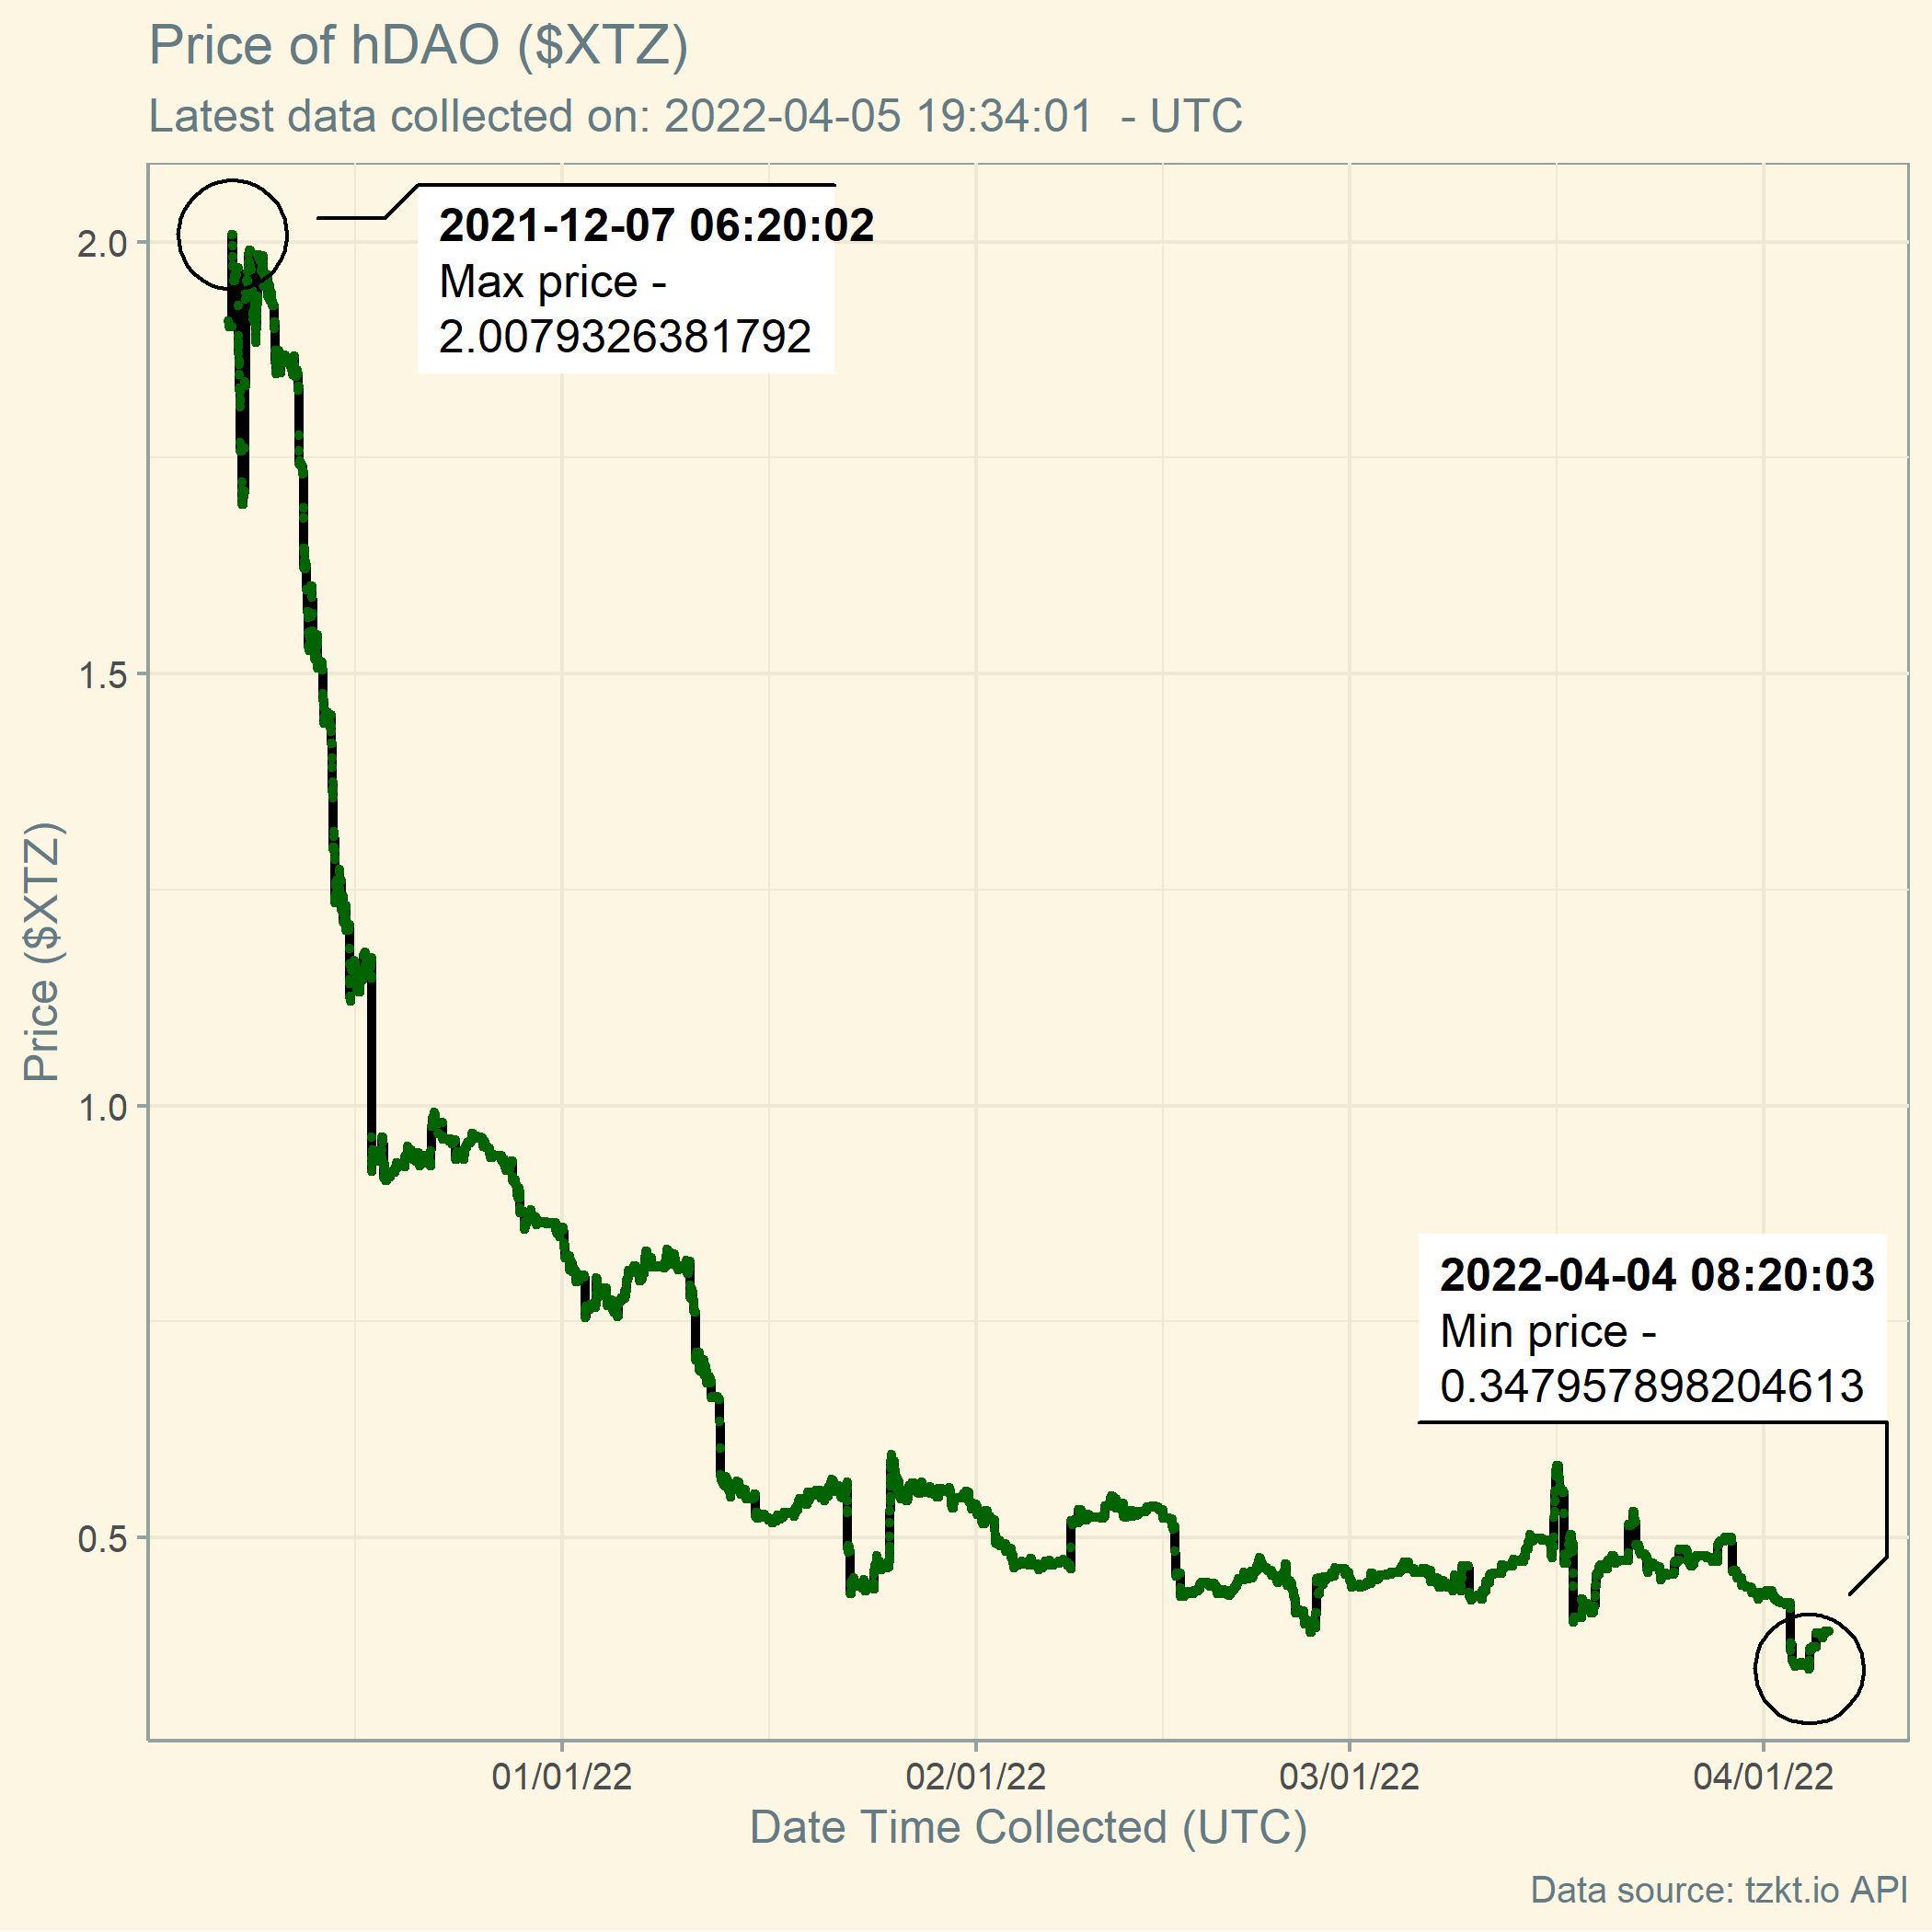 Price of hDAO ($XTZ)
Latest data collected on: 2022-04-05 19:34:01  - UTC
2021-12-07 06:20:02
Max price -
2.0079326381792
2.0
1.5
1.0
0.5
Price ($XTZ)
2022-04-04 08:20:03
Min price -
0.347957898204613
01/01/22
02/01/22
03/01/22
04/01/22
Date Time Collected (UTC)
Data source: tzkt.io API